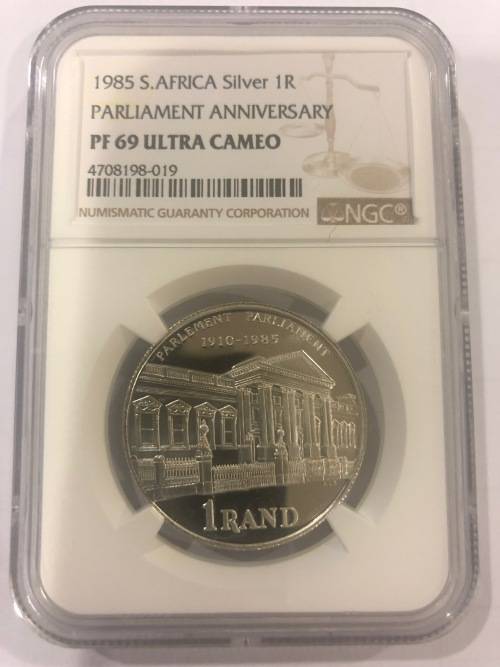 1985 S.AFRICA Silver 1R
PARLIAMENT ANNIVERSARY
PF 69 ULTRA CAMEO
4708198-019
NUMISMATIC GUARANTY CORPORATION
NGC®
PARLEMENT PARLIAMENT
1910-1985
1 RAND